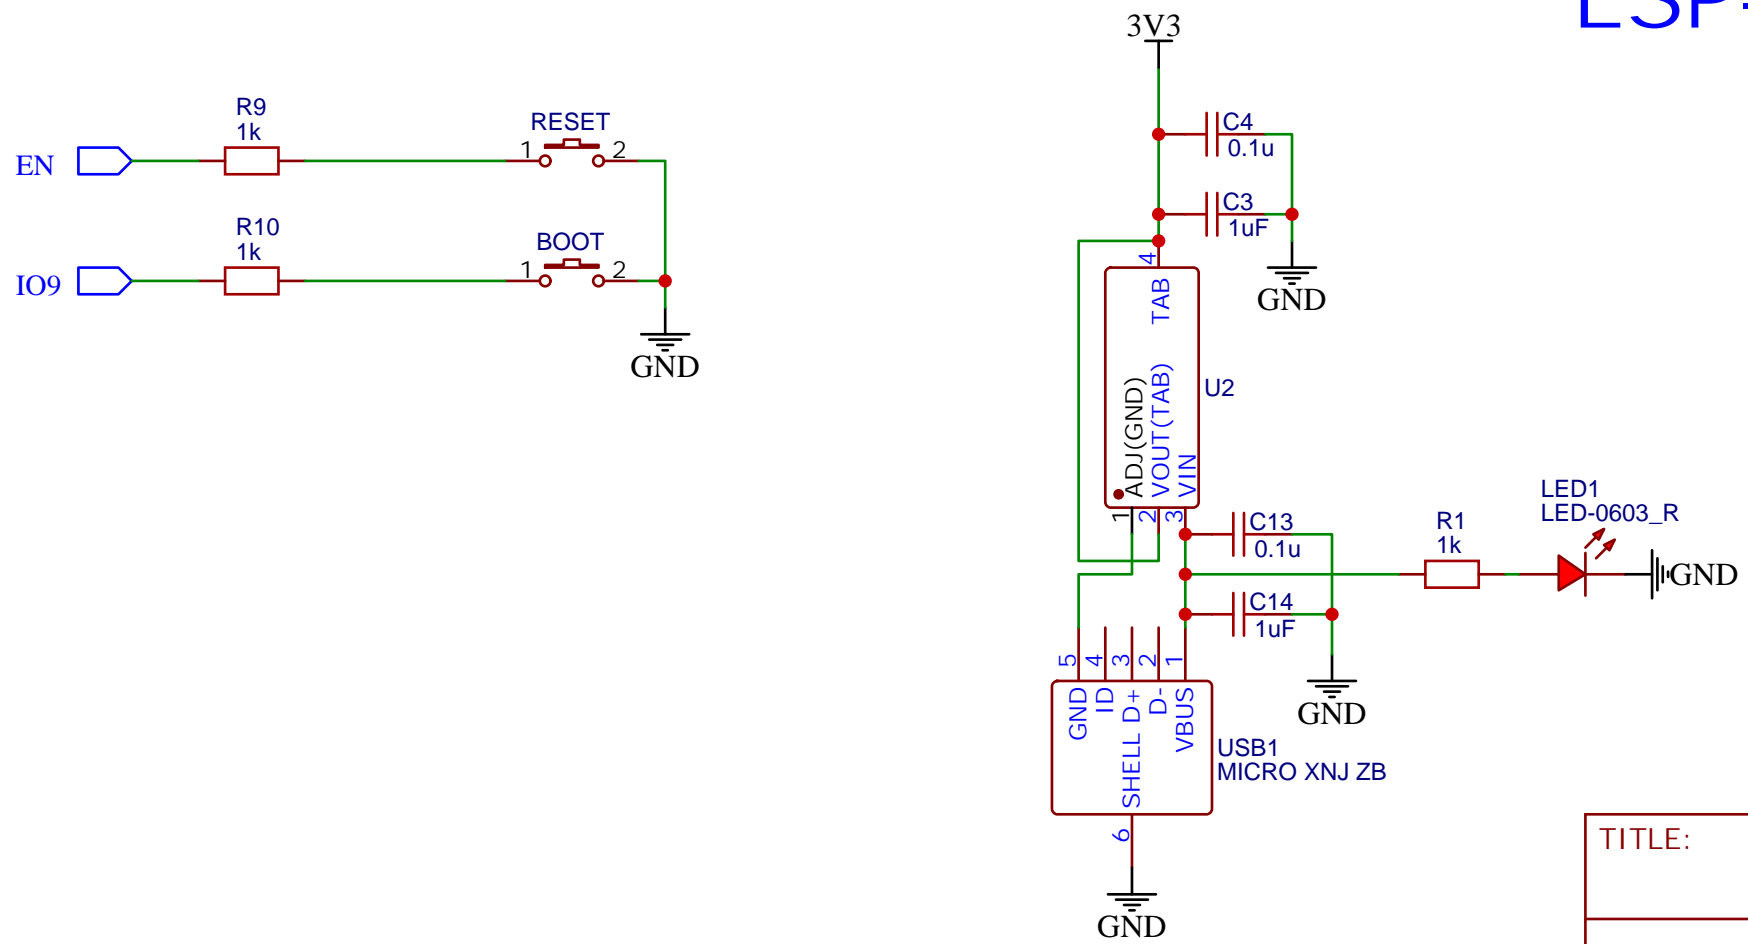 ESP-
3V3
R9
1k
EN
RESET
1
2
R10
1k
IO9
BOOT
1
2
GND
C4
0.1u
C3
1uF
GND
4
TAB
ADJ(GND)
VOUT(TAB)
VIN
U2
1
2
3
C13
0.1u
C14
1uF
GND
R1
1k
LED1
LED-0603_R
GND
5
4
3
2
1
GND
ID
SHELL D+
D-
VBUS
USB1
MICRO XNJ ZB
6
GND
TITLE: